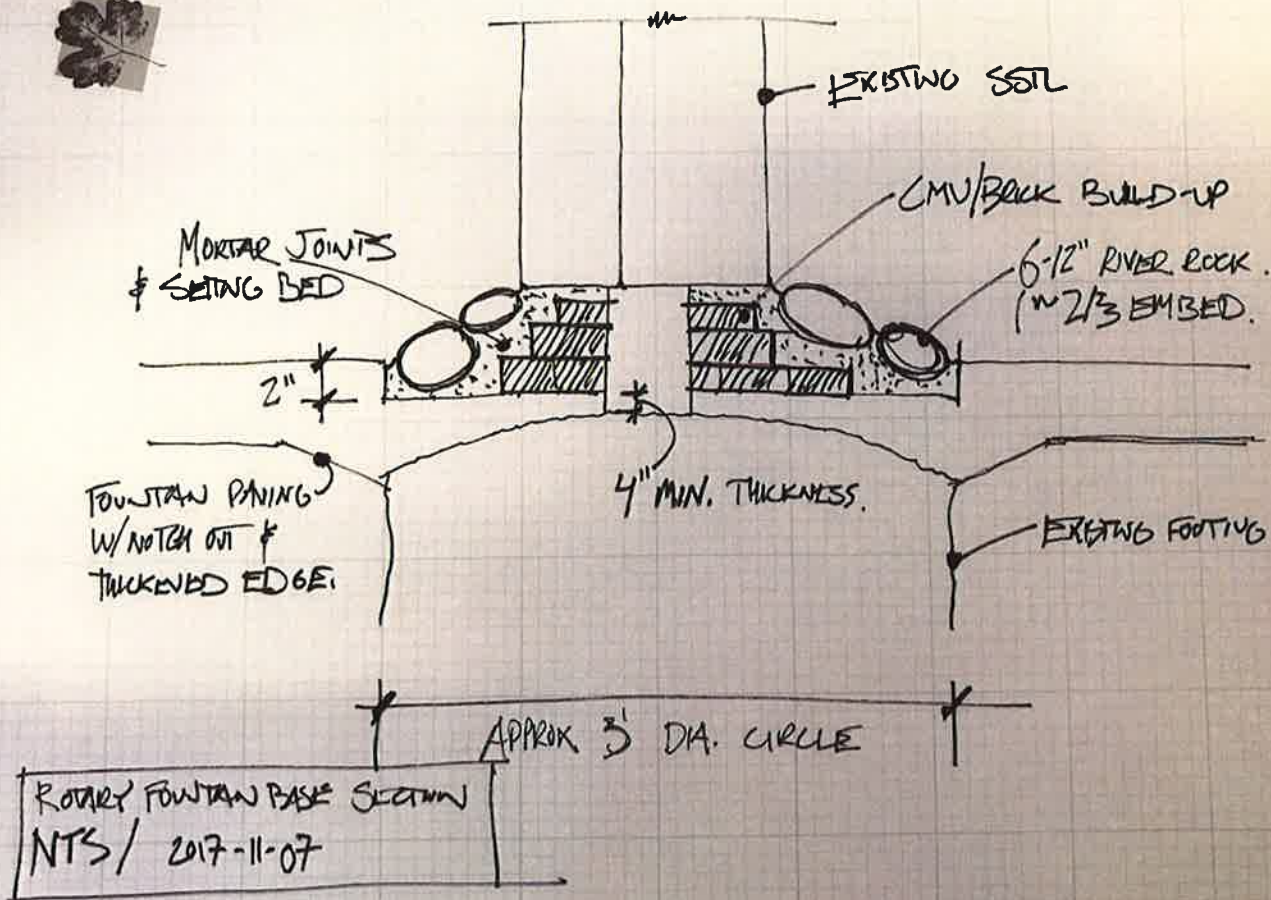 EXISTING SSTL
CMU/BRICK BUILD-UP
MORTAR JOINTS
& SETING BED
6-12" RIVER ROCK.
~ 2/3 EMBED.
2"
FOUNTAIN PAVING
W/ NOTCH OUT &
THICKENED EDGE.
4" MIN. THICKNESS.
EXISTING FOOTING
APPROX 3' DIA. CIRCLE
ROTARY FOUNTAIN BASE SECTION
NTS / 2017-11-07